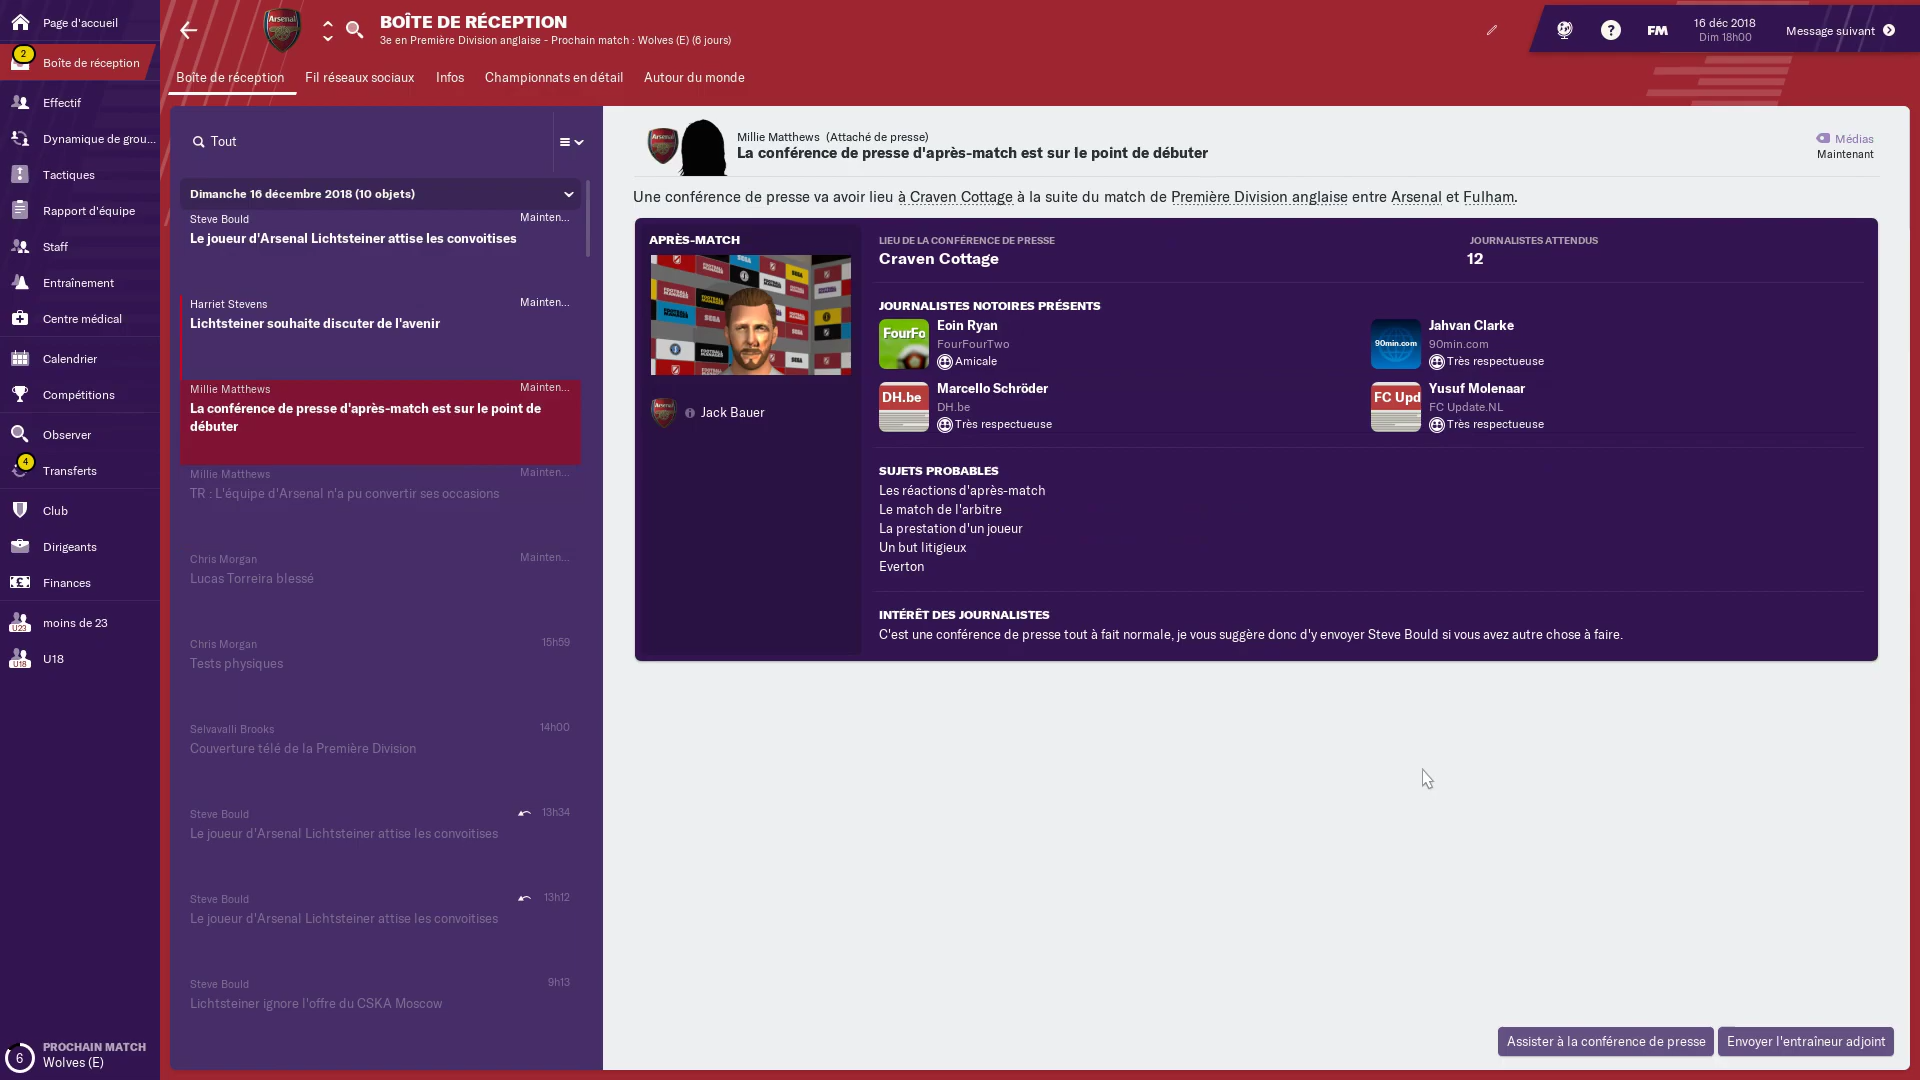 Page d'accueil
2
Boîte de réception
Effectif
Dynamique de grou...
Tactiques
Rapport d'équipe
Staff
Entraînement
Centre médical
Calendrier
Compétitions
Observer
4
Transferts
Club
Dirigeants
Finances
U23
moins de 23
U18
U18
6
PROCHAIN MATCH
Wolves (E)
Arsenal
BOÎTE DE RÉCEPTION
3e en Première Division anglaise - Prochain match : Wolves (E) (6 jours)
?
FM
16 déc 2018
Dim 18h00
Message suivant
Boîte de réception
Fil réseaux sociaux
Infos
Championnats en détail
Autour du monde
Tout
Dimanche 16 décembre 2018 (10 objets)
Steve Bould
Mainten...
Le joueur d'Arsenal Lichtsteiner attise les convoitises
Harriet Stevens
Mainten...
Lichtsteiner souhaite discuter de l'avenir
Millie Matthews
Mainten...
La conférence de presse d'après-match est sur le point de
débuter
Millie Matthews
Mainten...
TR : L'équipe d'Arsenal n'a pu convertir ses occasions
Chris Morgan
Mainten...
Lucas Torreira blessé
Chris Morgan
15h59
Tests physiques
Selvavalli Brooks
14h00
Couverture télé de la Première Division
Steve Bould
13h34
Le joueur d'Arsenal Lichtsteiner attise les convoitises
Steve Bould
13h12
Le joueur d'Arsenal Lichtsteiner attise les convoitises
Steve Bould
9h13
Lichtsteiner ignore l'offre du CSKA Moscow
Arsenal
Millie Matthews (Attaché de presse)
La conférence de presse d'après-match est sur le point de débuter
Médias
Maintenant
Une conférence de presse va avoir lieu à Craven Cottage à la suite du match de Première Division anglaise entre Arsenal et Fulham.
APRÈS-MATCH
Jack Bauer
LIEU DE LA CONFÉRENCE DE PRESSE
Craven Cottage
JOURNALISTES ATTENDUS
12
JOURNALISTES NOTOIRES PRÉSENTS
FourFo
Eoin Ryan
FourFourTwo
Amicale
90min.com
Jahvan Clarke
90min.com
Très respectueuse
DH.be
Marcello Schröder
DH.be
Très respectueuse
FC Upd
Yusuf Molenaar
FC Update.NL
Très respectueuse
SUJETS PROBABLES
Les réactions d'après-match
Le match de l'arbitre
La prestation d'un joueur
Un but litigieux
Everton
INTÉRÊT DES JOURNALISTES
C'est une conférence de presse tout à fait normale, je vous suggère donc d'y envoyer Steve Bould si vous avez autre chose à faire.
Assister à la conférence de presse
Envoyer l'entraîneur adjoint